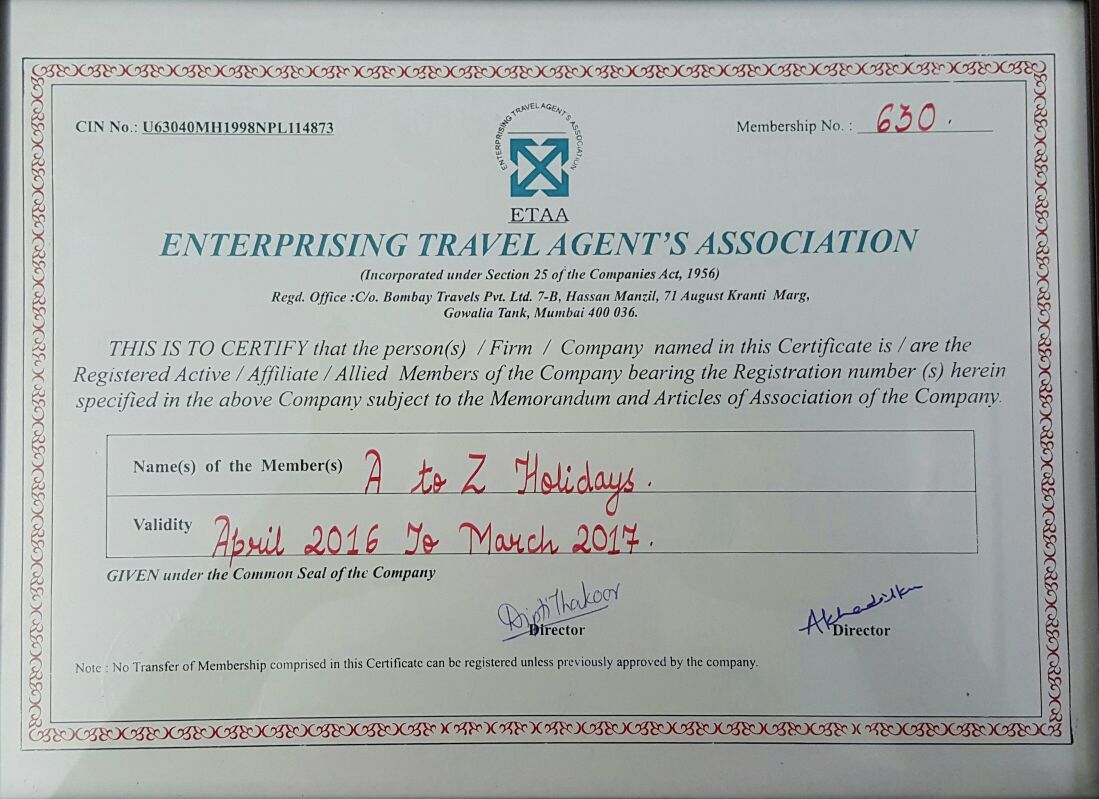 CIN No.: U63040MH1998NPL114873
Membership No. : 630.
ENTERPRISING TRAVEL AGENT'S ASSOCIATION
ETAA
ENTERPRISING TRAVEL AGENT'S ASSOCIATION
(Incorporated under Section 25 of the Companies Act, 1956)
Regd. Office :C/o. Bombay Travels Pvt. Ltd. 7-B, Hassan Manzil, 71 August Kranti Marg,
Gowalia Tank, Mumbai 400 036.
THIS IS TO CERTIFY that the person(s) / Firm / Company named in this Certificate is / are the
Registered Active / Affiliate / Allied Members of the Company bearing the Registration number (s) herein
specified in the above Company subject to the Memorandum and Articles of Association of the Company.
Name(s) of the Member(s) A to Z Holidays.
Validity April 2016 To March 2017.
GIVEN under the Common Seal of the Company
Dipti Thakoor
Director
Director
Note : No Transfer of Membership comprised in this Certificate can be registered unless previously approved by the company.